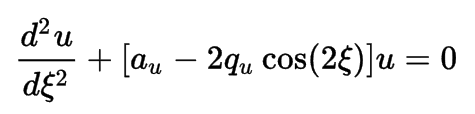 d²u/dξ² + [a_u − 2q_u cos(2ξ)]u = 0